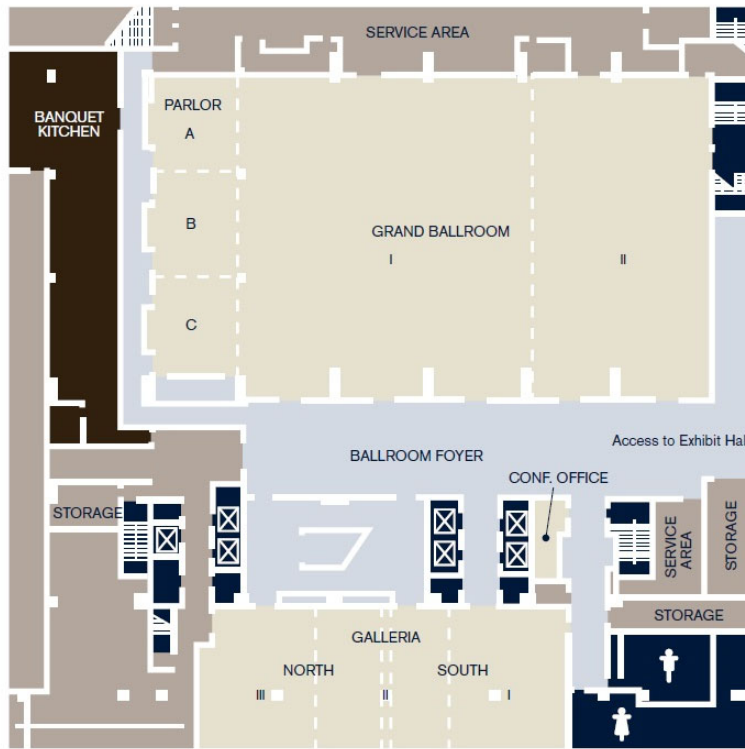 SERVICE AREA
BANQUET
KITCHEN
PARLOR
A
B
C
GRAND BALLROOM
I
II
Access to Exhibit Hal
BALLROOM FOYER
CONF. OFFICE
STORAGE
SERVICE
AREA
STORAGE
STORAGE
GALLERIA
NORTH
SOUTH
III
II
I